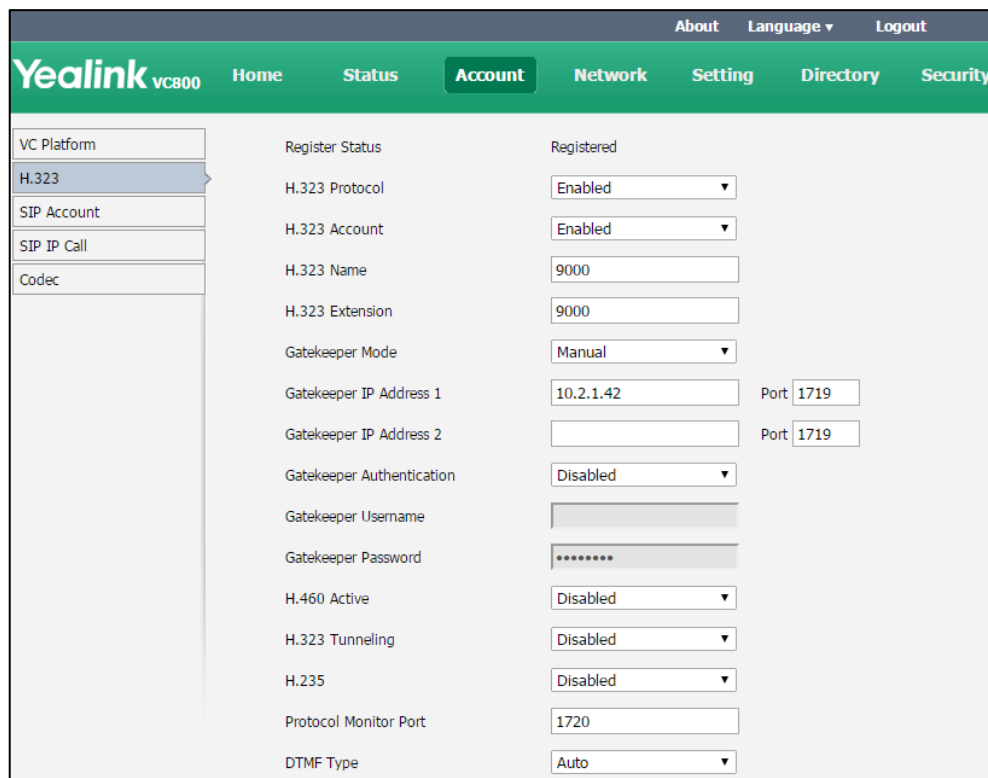 About Language ▾ Logout
Yealink VC800 Home Status Account Network Setting Directory Security
VC Platform
H.323
SIP Account
SIP IP Call
Codec
Register Status Registered
H.323 Protocol Enabled
H.323 Account Enabled
H.323 Name 9000
H.323 Extension 9000
Gatekeeper Mode Manual
Gatekeeper IP Address 1 10.2.1.42 Port 1719
Gatekeeper IP Address 2 Port 1719
Gatekeeper Authentication Disabled
Gatekeeper Username
Gatekeeper Password ••••••••
H.460 Active Disabled
H.323 Tunneling Disabled
H.235 Disabled
Protocol Monitor Port 1720
DTMF Type Auto